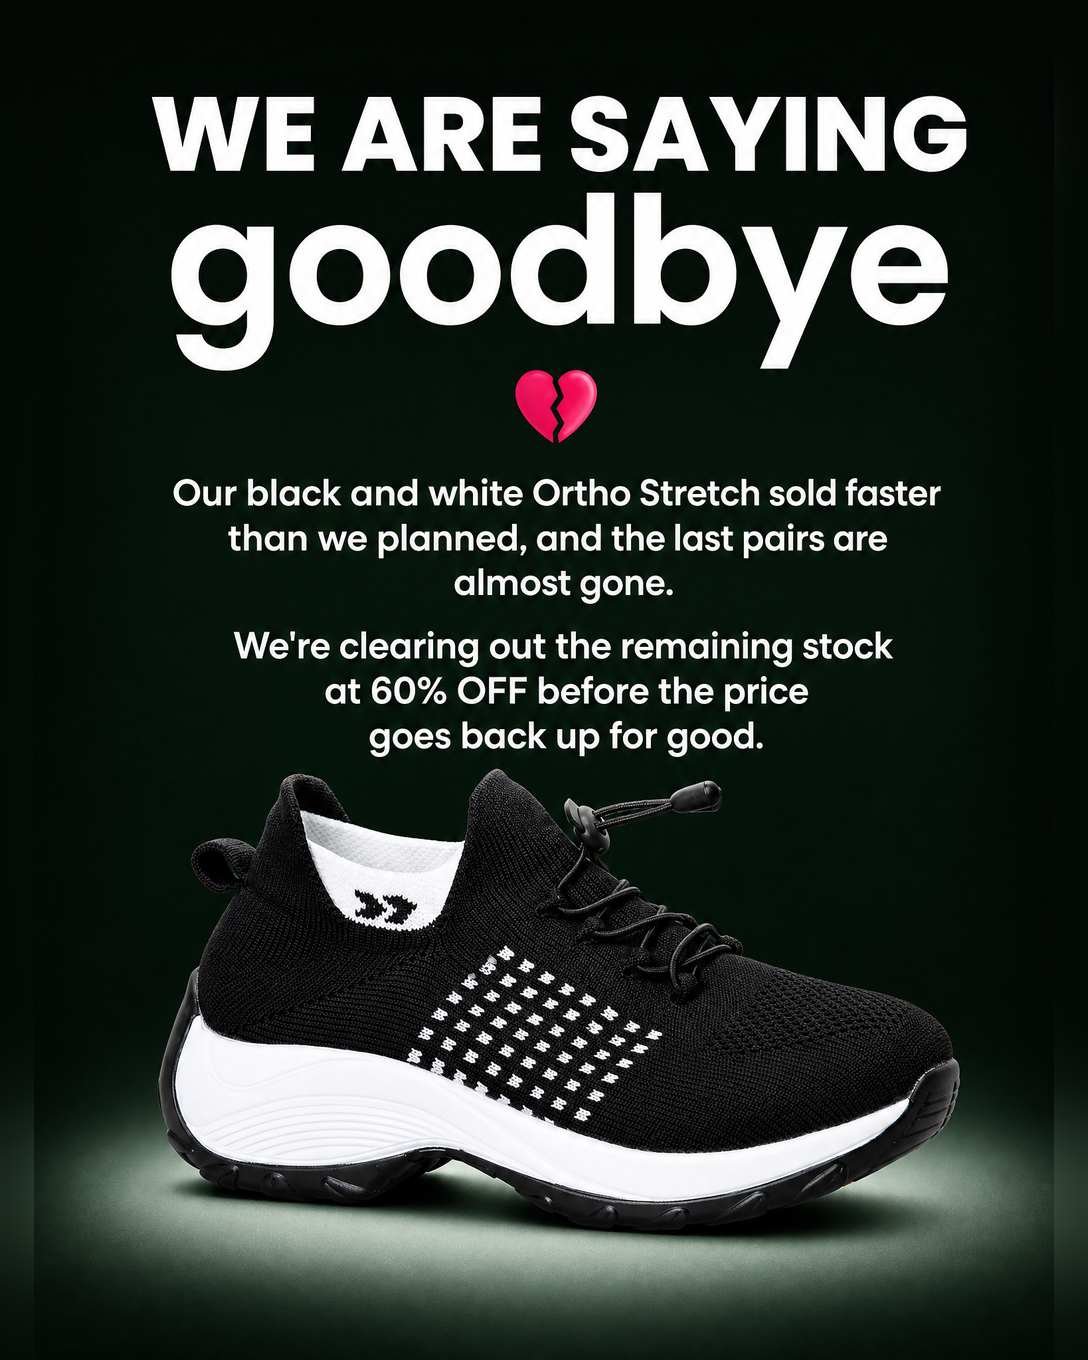 WE ARE SAYING
goodbye
Our black and white Ortho Stretch sold faster
than we planned, and the last pairs are
almost gone.
We're clearing out the remaining stock
at 60% OFF before the price
goes back up for good.